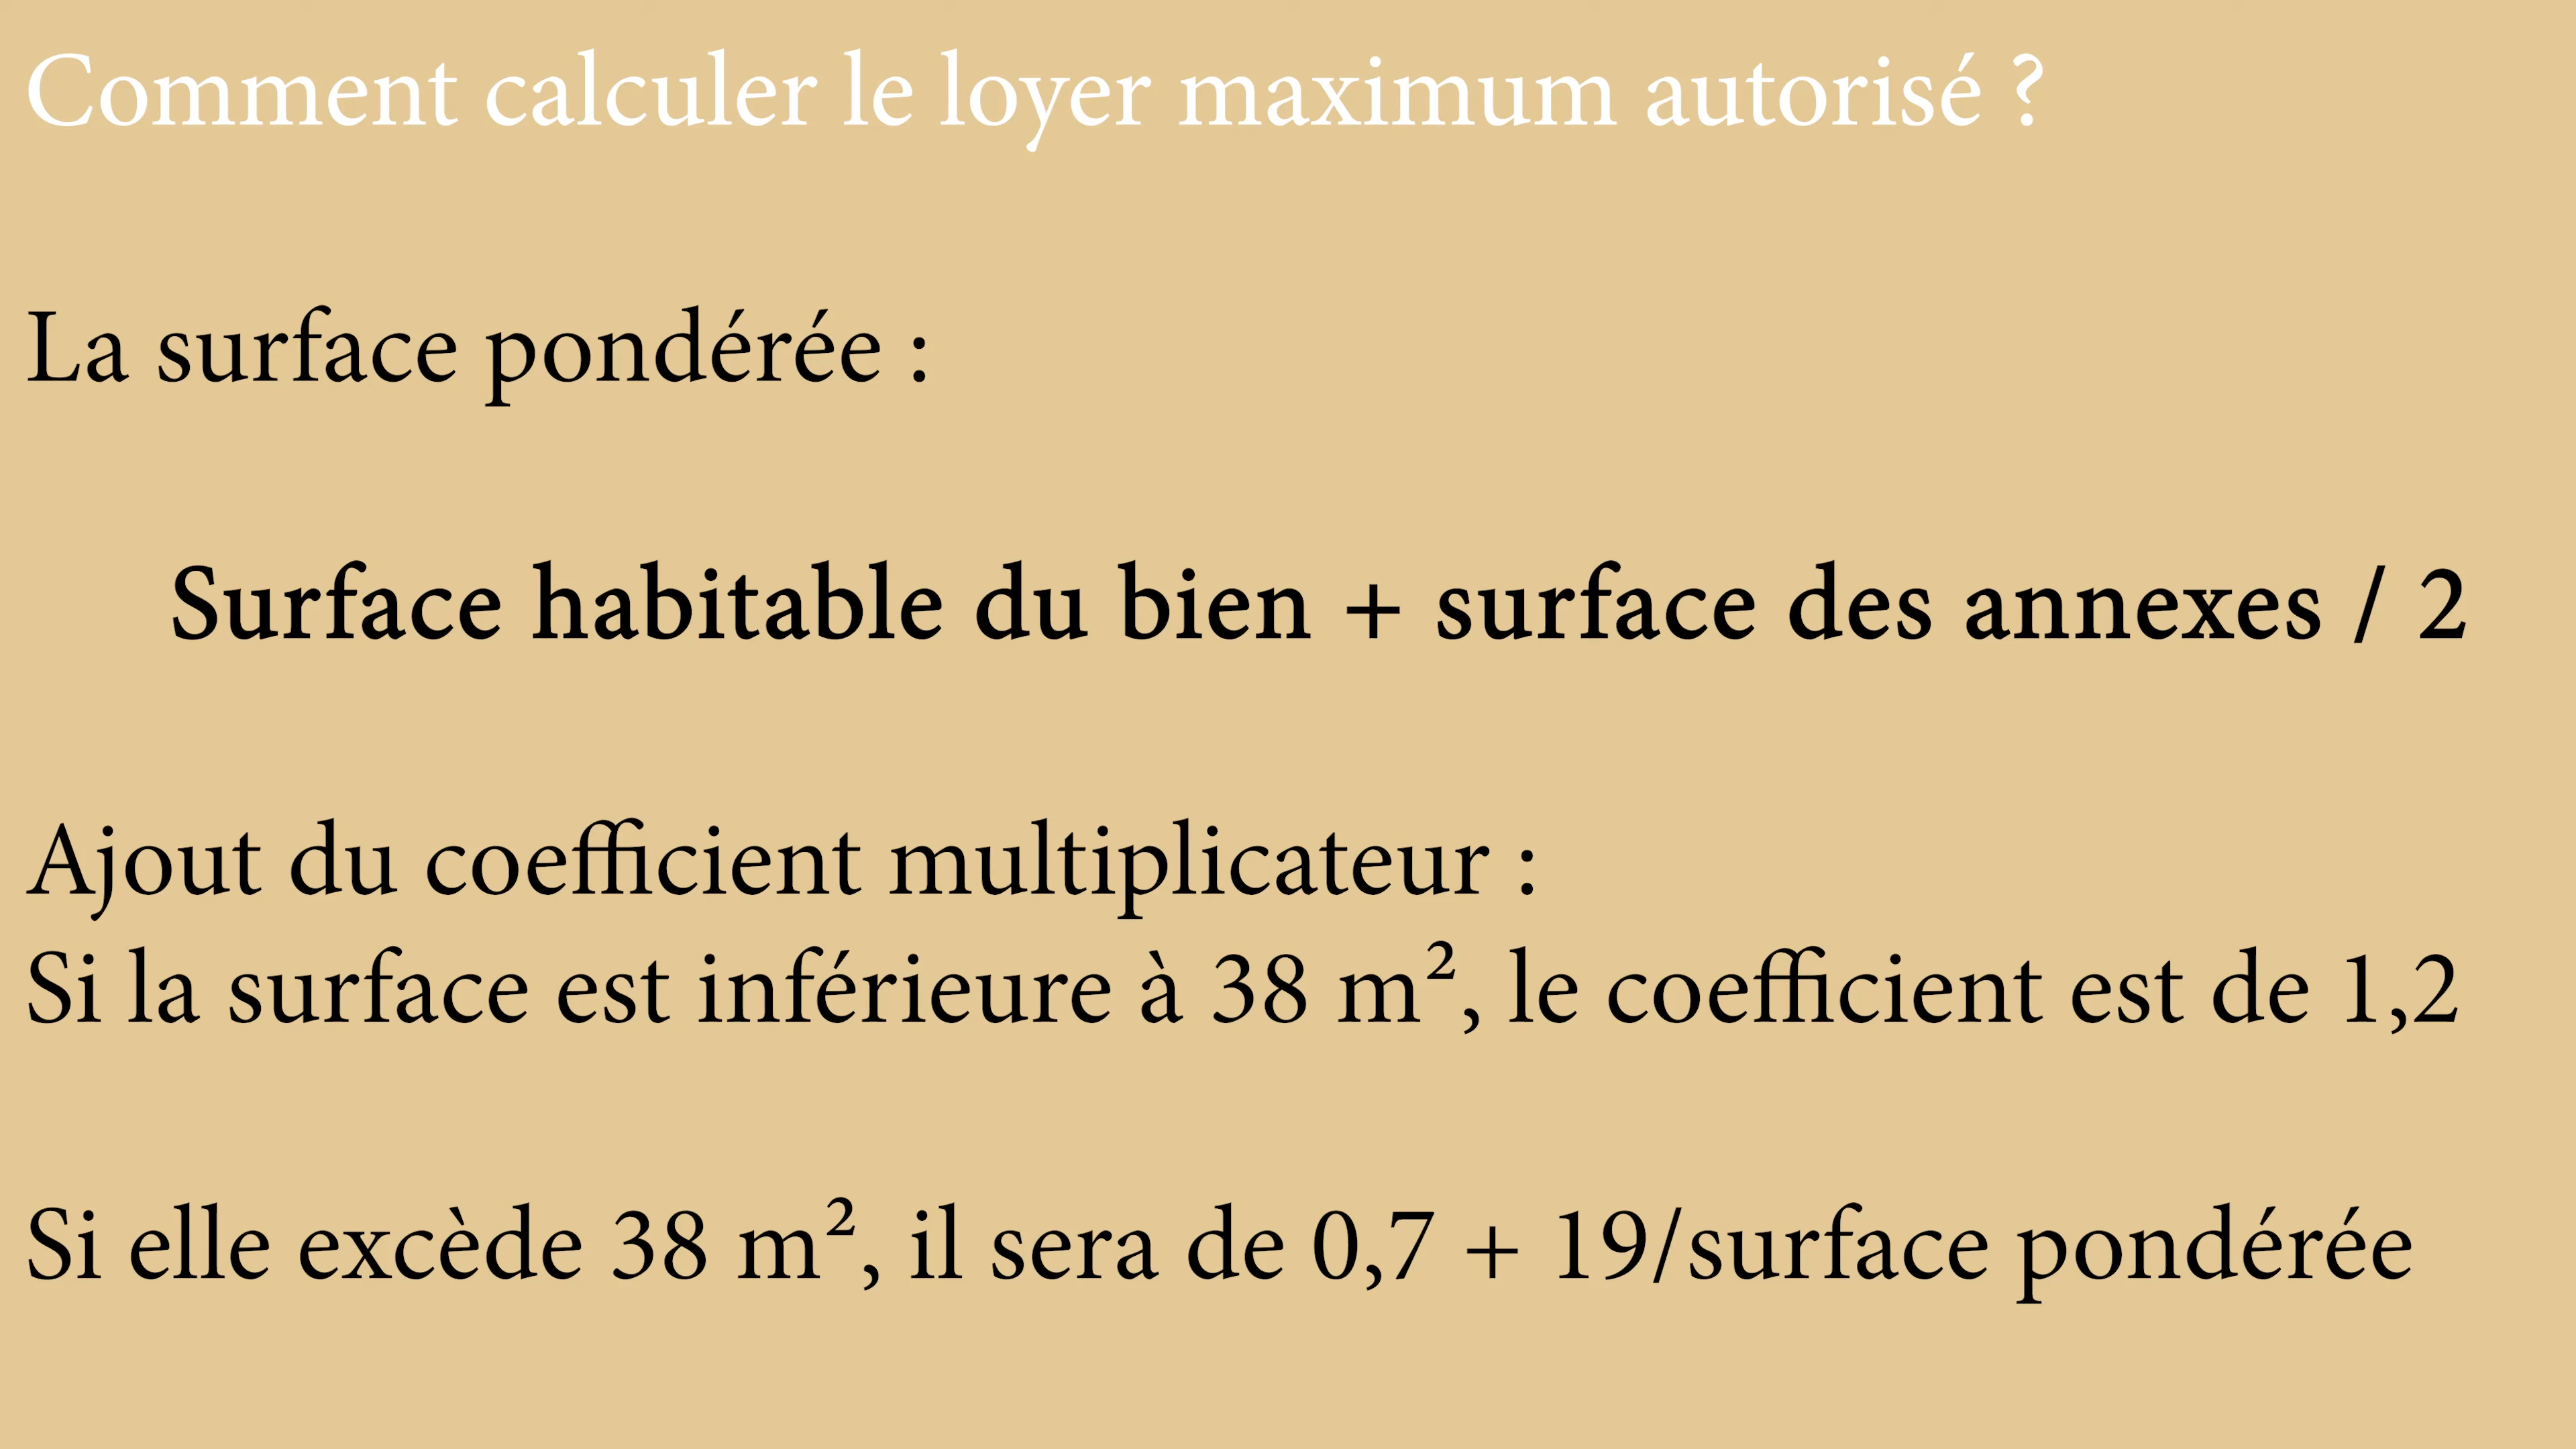 Comment calculer le loyer maximum autorisé ?
La surface pondérée :
Surface habitable du bien + surface des annexes / 2
Ajout du coefficient multiplicateur :
Si la surface est inférieure à 38 m², le coefficient est de 1,2
Si elle excède 38 m², il sera de 0,7 + 19/surface pondérée